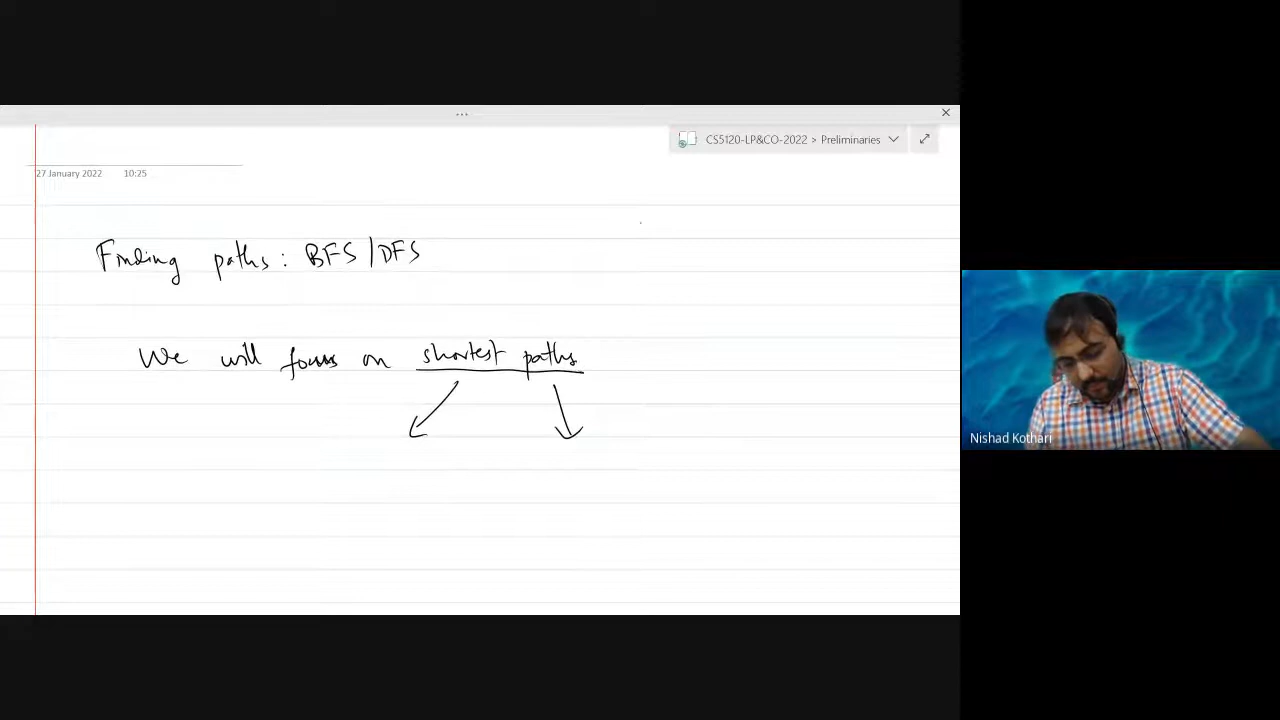 CS5120-LP&CO-2022 > Preliminaries
27 January 2022 10:25
Finding paths: BFS/DFS
We will focus on shortest paths
Nishad Kothari